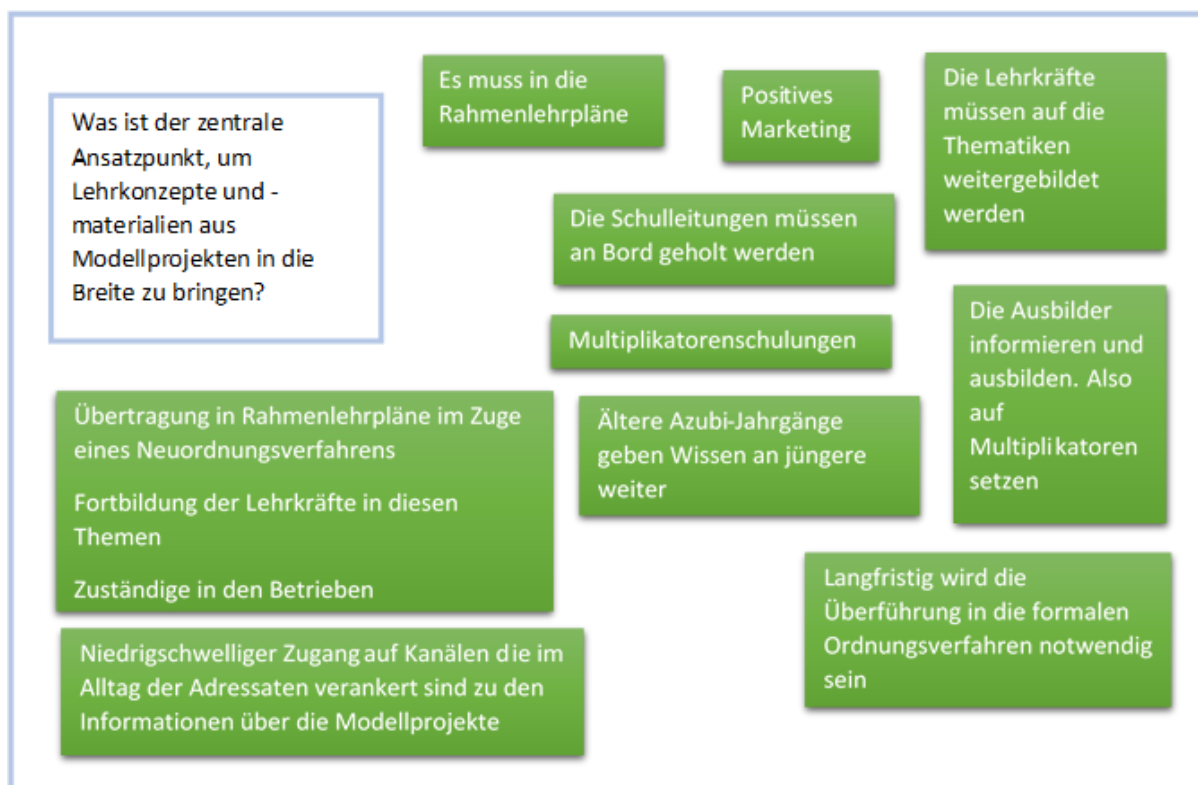 Was ist der zentrale
Ansatzpunkt, um
Lehrkonzepte und -
materialien aus
Modellprojekten in die
Breite zu bringen?
Es muss in die
Rahmenlehrpläne
Positives
Marketing
Die Lehrkräfte
müssen auf die
Thematiken
weitergebildet
werden
Die Schulleitungen müssen
an Bord geholt werden
Multiplikatorenschulungen
Die Ausbilder
informieren und
ausbilden. Also
auf
Multiplikatoren
setzen
Übertragung in Rahmenlehrpläne im Zuge
eines Neuordnungsverfahrens
Fortbildung der Lehrkräfte in diesen
Themen
Zuständige in den Betrieben
Ältere Azubi-Jahrgänge
geben Wissen an jüngere
weiter
Langfristig wird die
Überführung in die formalen
Ordnungsverfahren notwendig
sein
Niedrigschwelliger Zugang auf Kanälen die im
Alltag der Adressaten verankert sind zu den
Informationen über die Modellprojekte